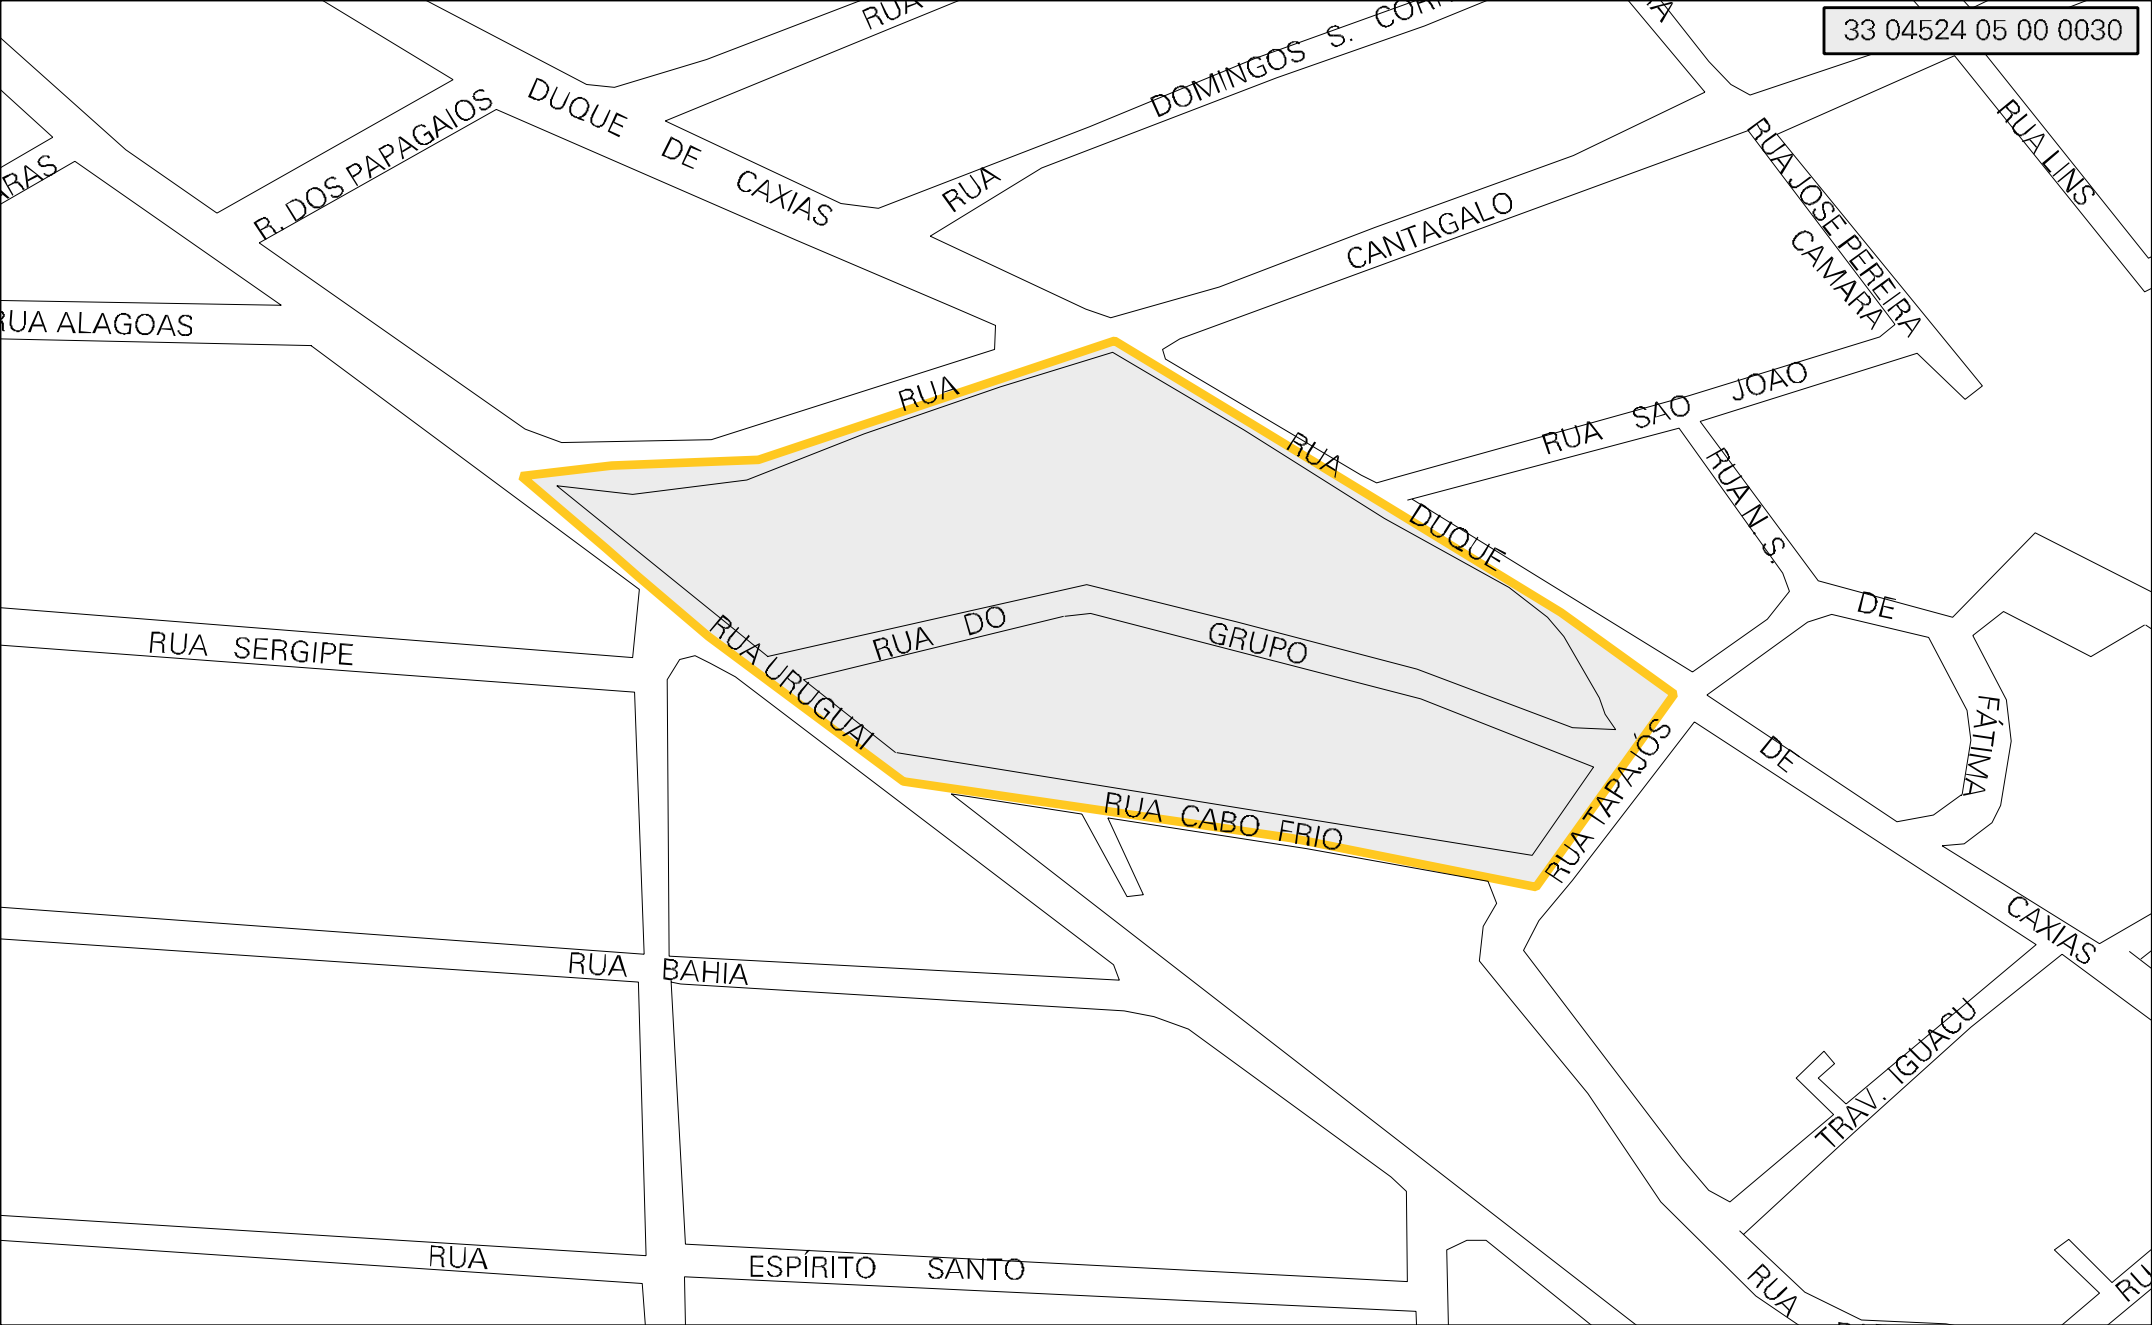 33 04524 05 00 0030
RUA
DUQUE DE CAXIAS
R. DOS PAPAGAIOS
RUA DOMINGOS S.
RUA LINS
CANTAGALO
RUA JOSE PEREIRA
CAMARA
RUA ALAGOAS
RUA
RUA SAO JOAO
RUA DUQUE DE CAXIAS
RUA N. S. DE FÁTIMA
RUA SERGIPE
RUA DO GRUPO
RUA URUGUAI
RUA TAPAJÓS
RUA CABO FRIO
RUA BAHIA
TRAV. IGUACU
RUA ESPÍRITO SANTO
RUA